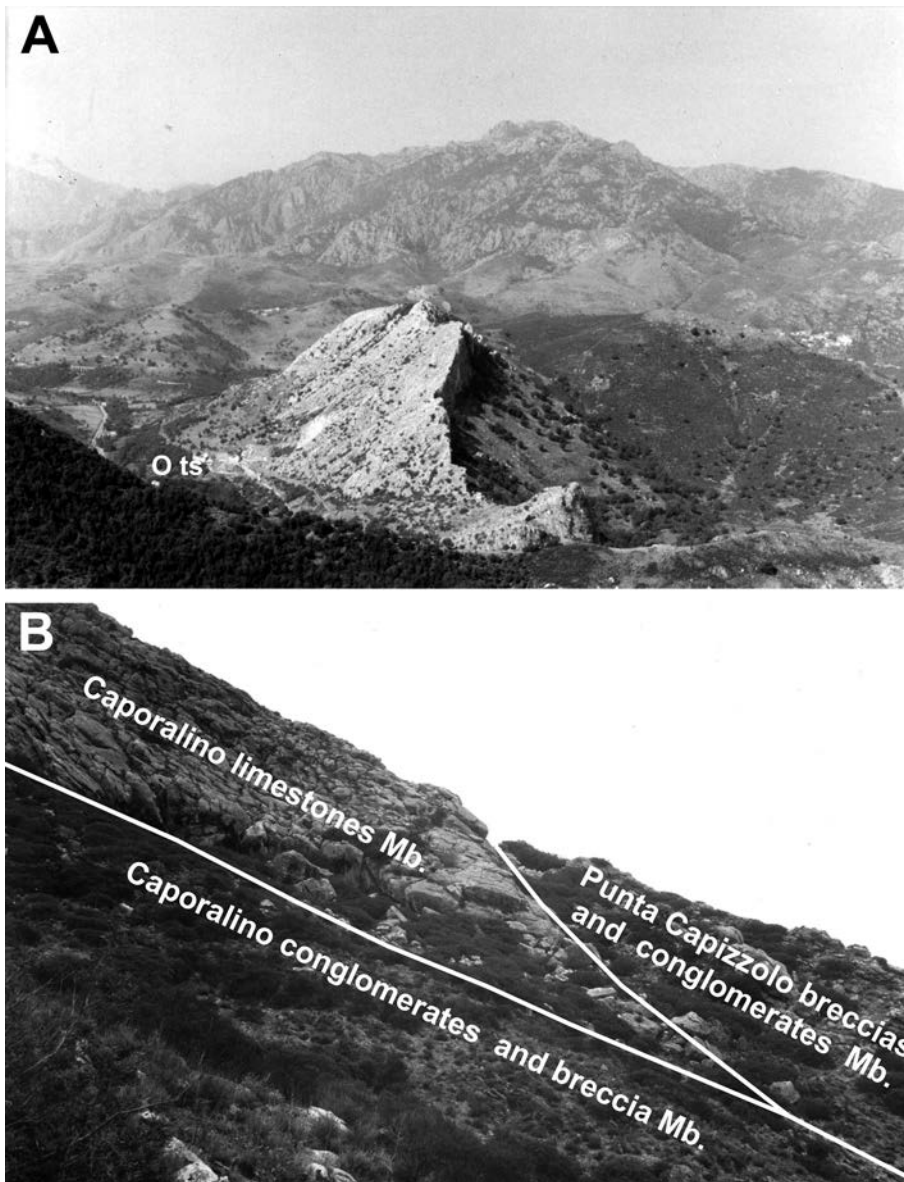 A
O ts
B
Caporalino limestones Mb.
Caporalino conglomerates and breccia Mb.
Punta Capizzolo breccias
and conglomerates Mb.